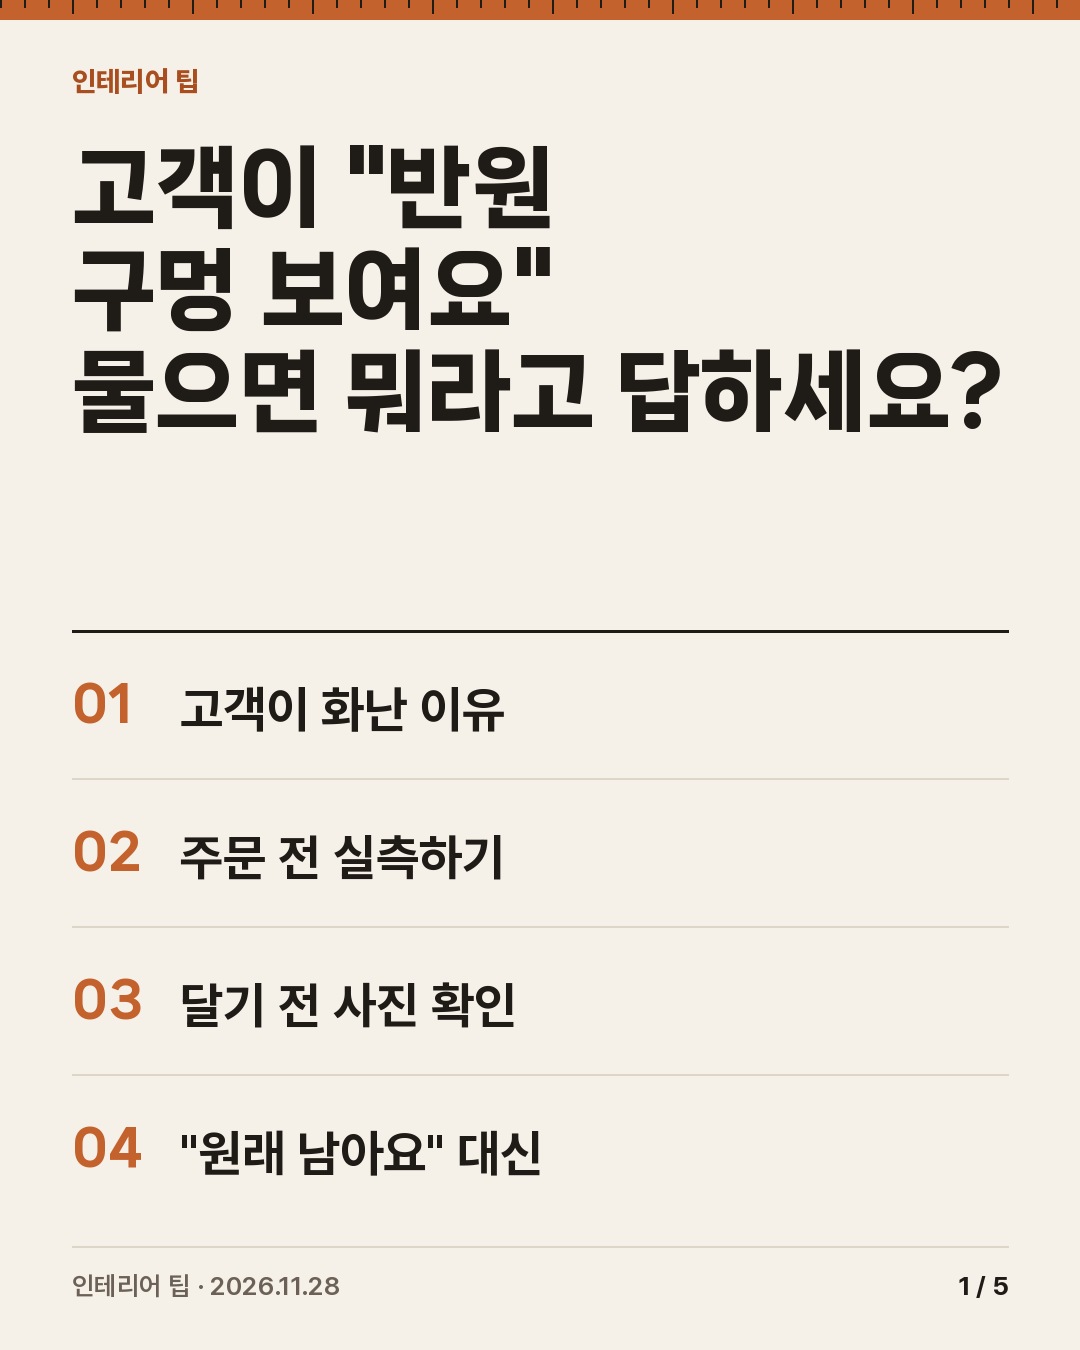 인테리어 팁
고객이 "반원
구멍 보여요"
물으면 뭐라고 답하세요?
01 고객이 화난 이유
02 주문 전 실측하기
03 달기 전 사진 확인
04 "원래 남아요" 대신
인테리어 팁 · 2026.11.28 1 / 5